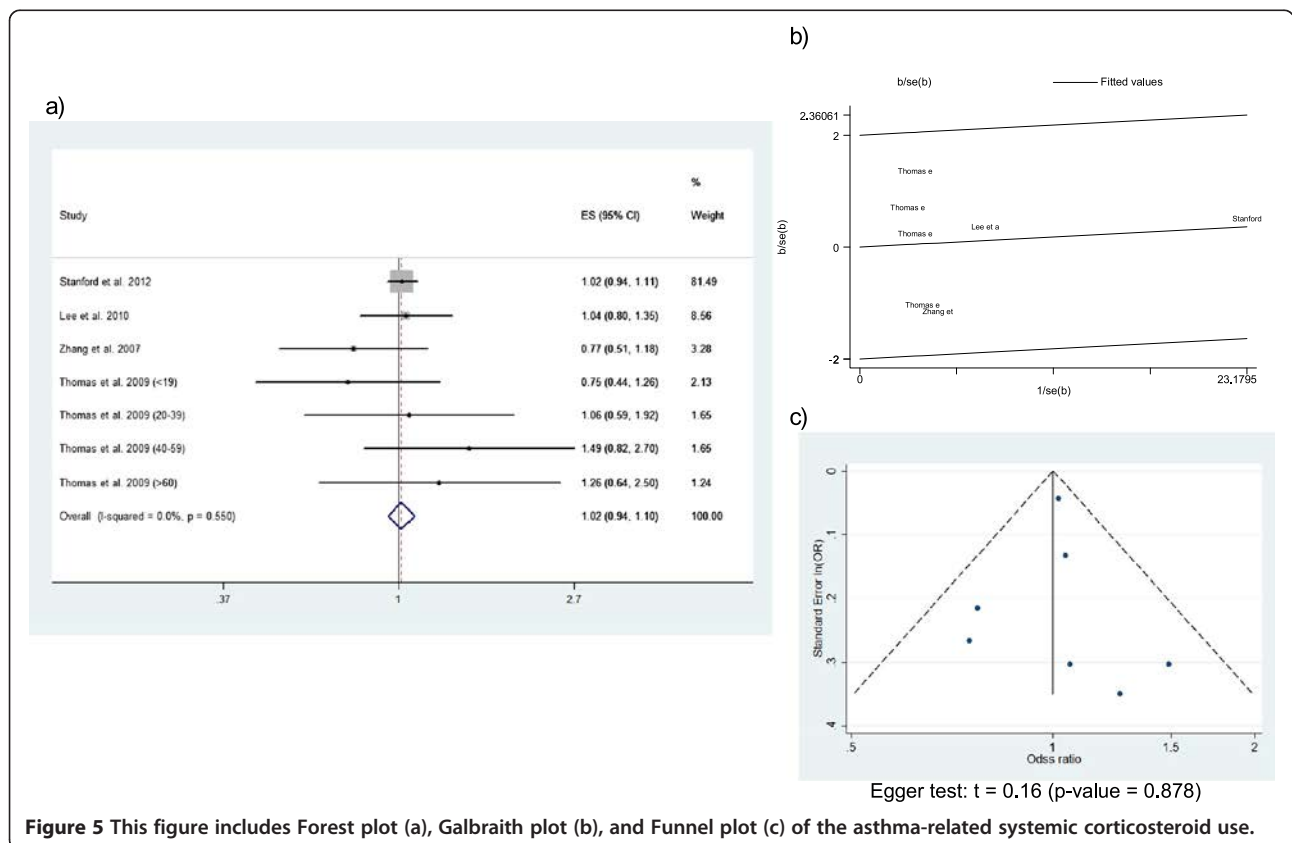 a)
%
Study ES (95% CI) Weight
Stanford et al. 2012 1.02 (0.94, 1.11) 81.49
Lee et al. 2010 1.04 (0.80, 1.35) 8.56
Zhang et al. 2007 0.77 (0.51, 1.18) 3.28
Thomas et al. 2009 (<19) 0.75 (0.44, 1.26) 2.13
Thomas et al. 2009 (20-39) 1.06 (0.59, 1.92) 1.65
Thomas et al. 2009 (40-59) 1.49 (0.82, 2.70) 1.65
Thomas et al. 2009 (>60) 1.26 (0.64, 2.50) 1.24
Overall (I-squared = 0.0%, p = 0.550) 1.02 (0.94, 1.10) 100.00
.37 1 2.7
b)
b/se(b) Fitted values
2.36061
2
Thomas e
Thomas e
Lee et a
Stanford
Thomas e
0
b/se(b)
Thomas e
Zhang et
-2
0 23.1795
1/se(b)
c)
0
.1
.2
.3
.4
Standard Error ln(OR)
.5 1 1.5 2
Odss ratio
Egger test: t = 0.16 (p-value = 0.878)
Figure 5 This figure includes Forest plot (a), Galbraith plot (b), and Funnel plot (c) of the asthma-related systemic corticosteroid use.